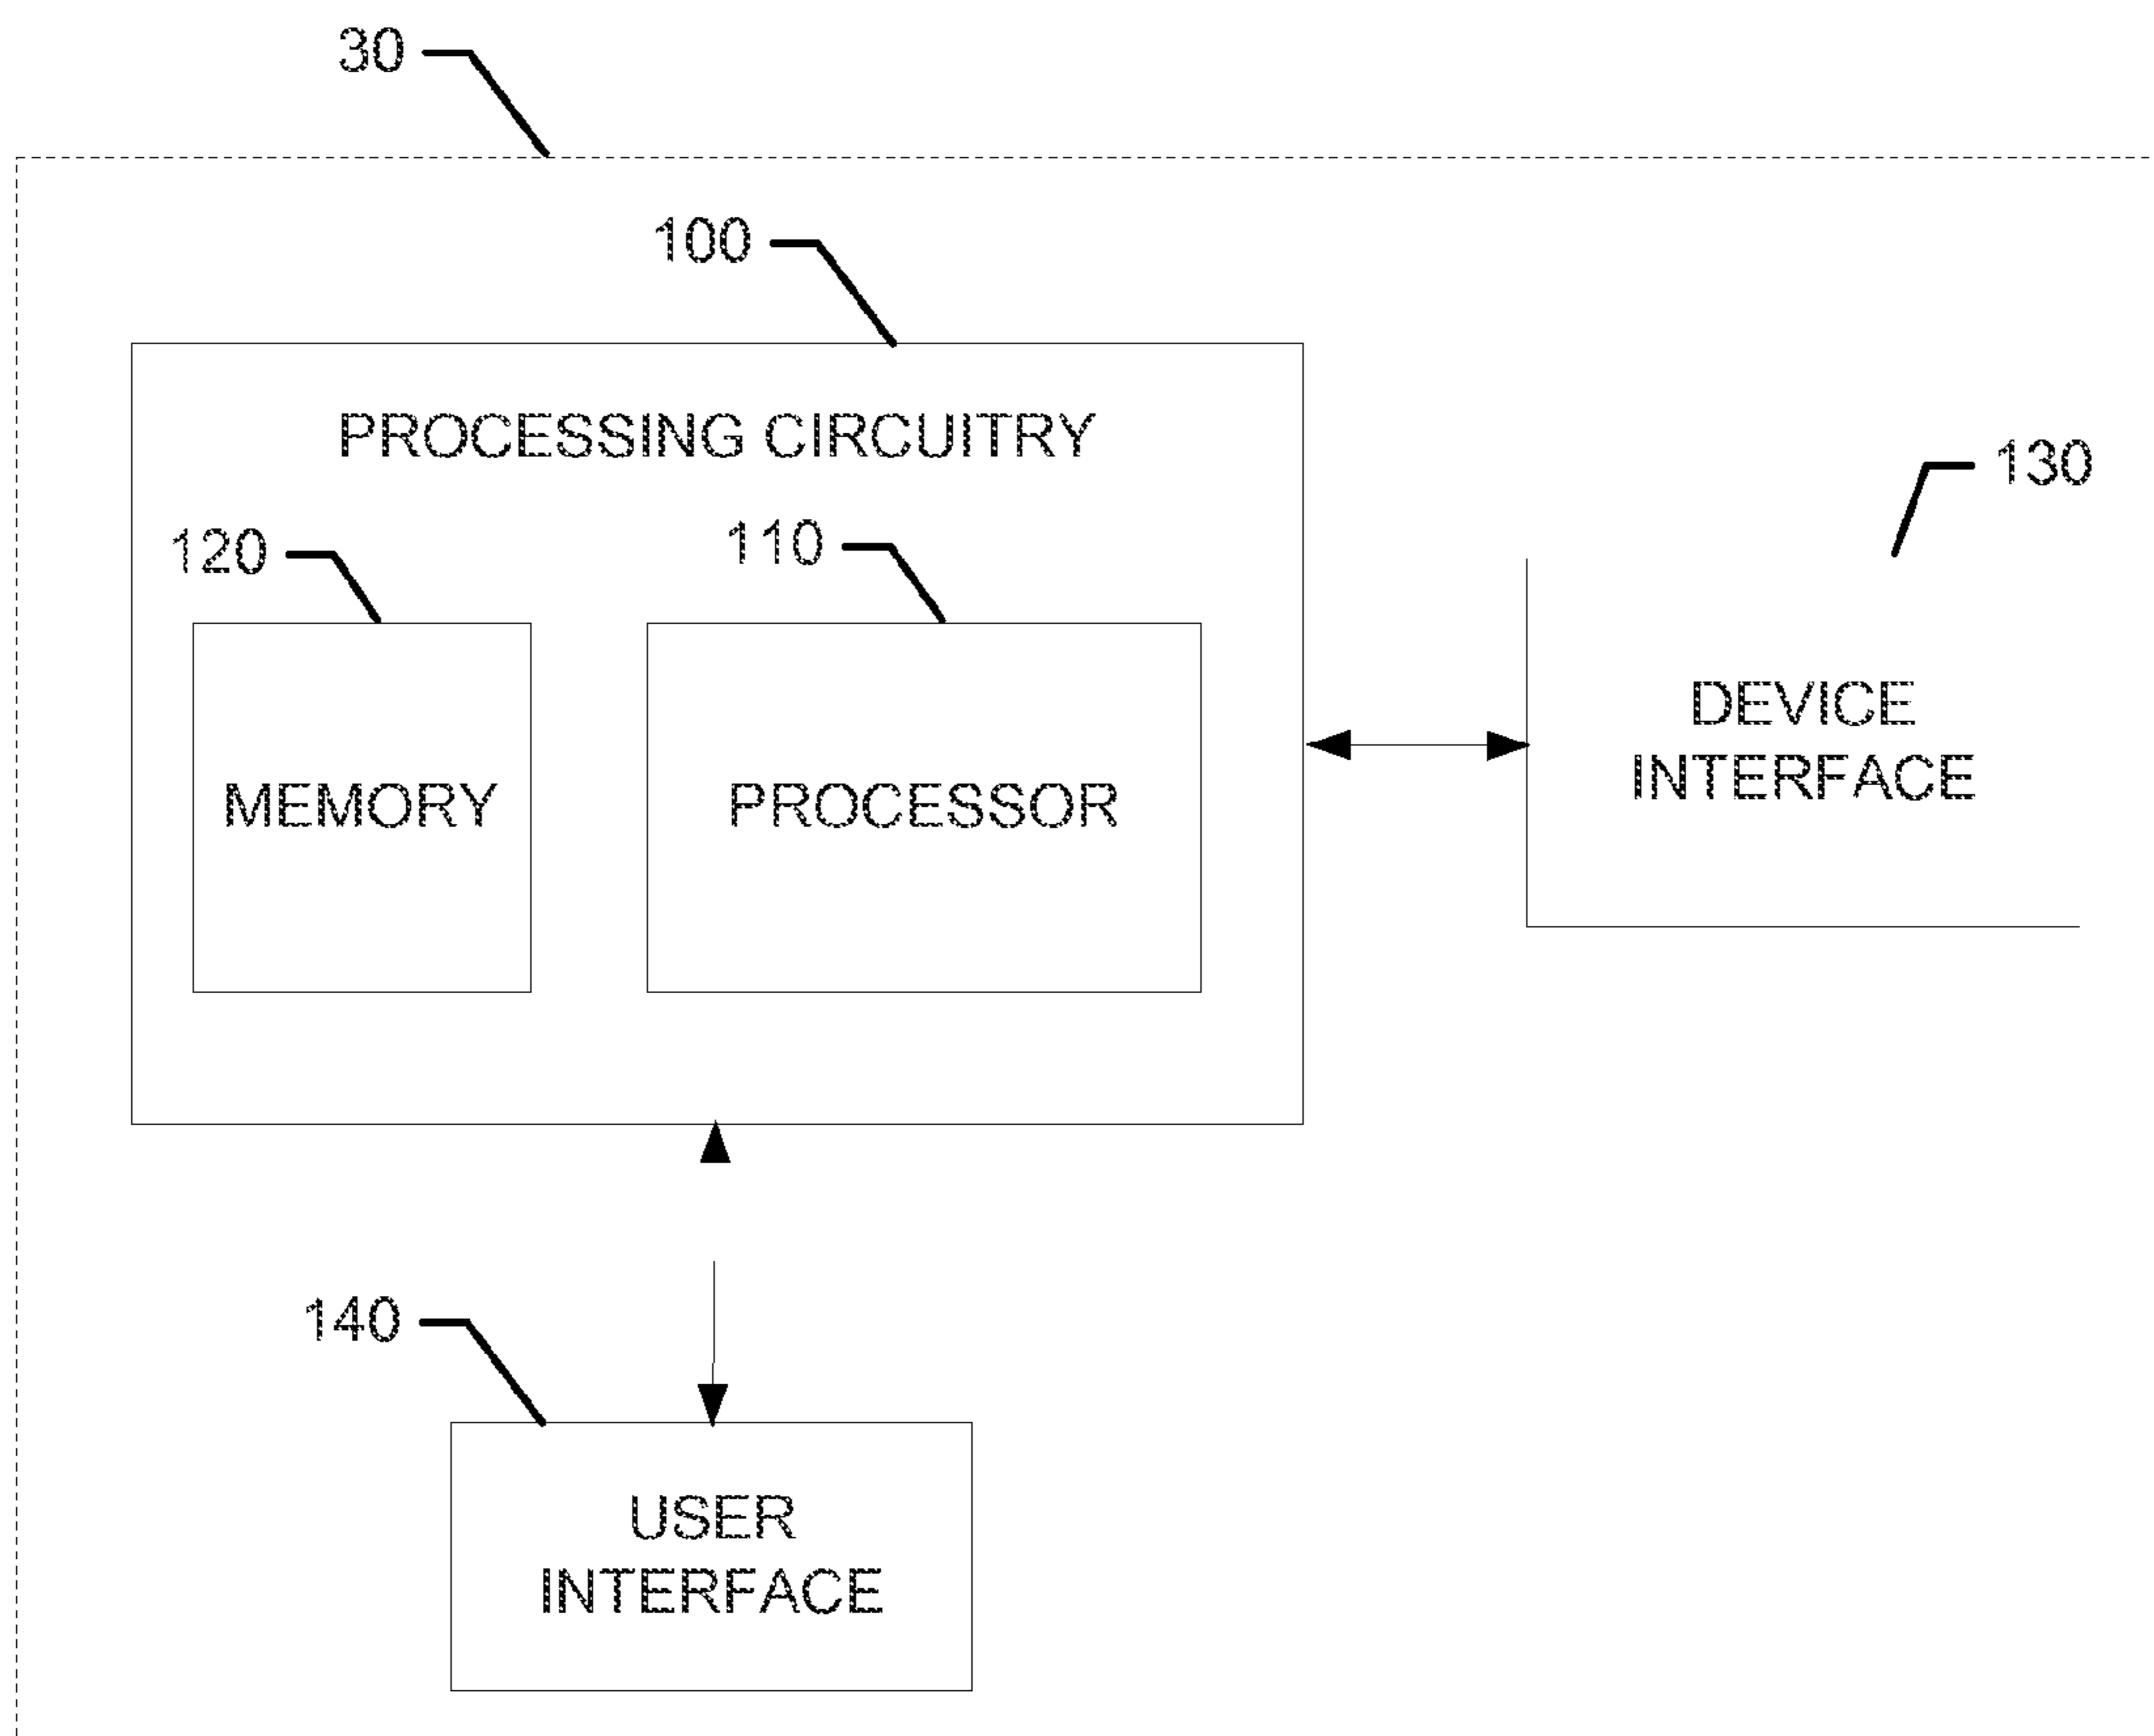 30
100
PROCESSING CIRCUITRY
130
120
110
DEVICE
INTERFACE
MEMORY
PROCESSOR
140
USER
INTERFACE